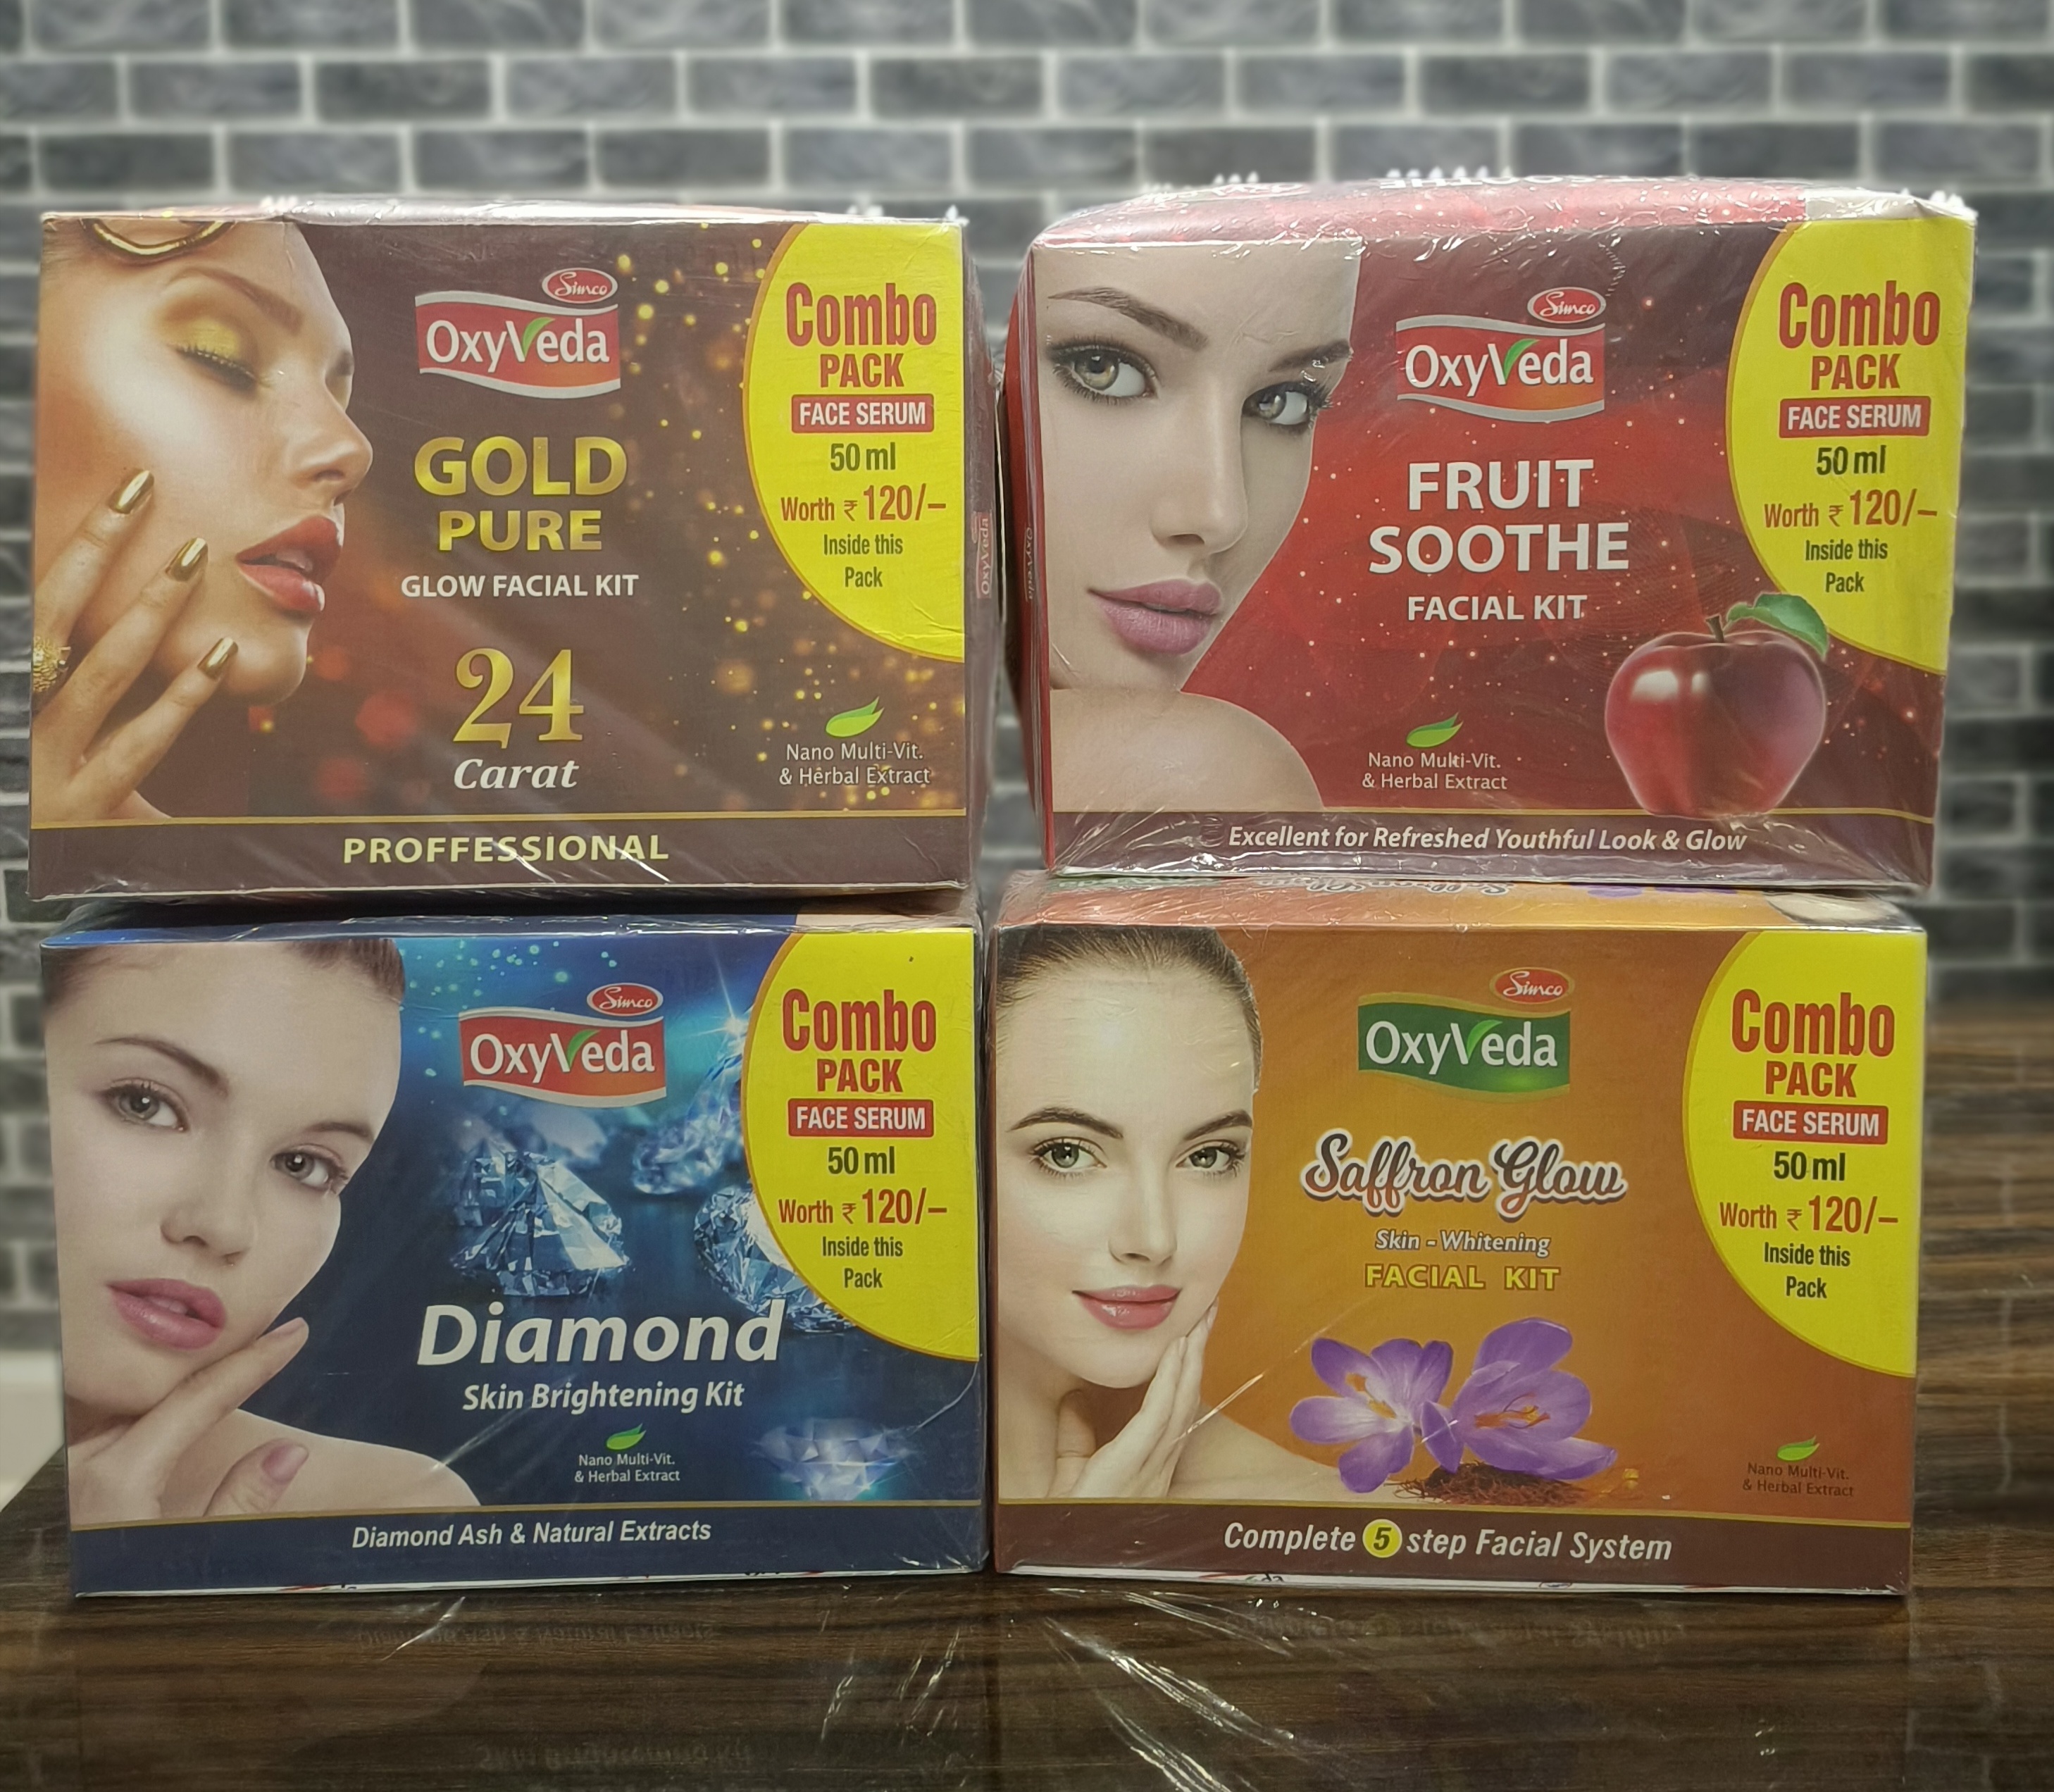 Simco
OxyVeda
GOLD
PURE
GLOW FACIAL KIT
24
Carat
Nano Multi-Vit.
& Herbal Extract
PROFFESSIONAL
Combo
PACK
FACE SERUM
50 ml
Worth ₹ 120/–
Inside this
Pack
OxyVeda
Simco
OxyVeda
FRUIT
SOOTHE
FACIAL KIT
Nano Multi-Vit.
& Herbal Extract
Excellent for Refreshed Youthful Look & Glow
Combo
PACK
FACE SERUM
50 ml
Worth ₹ 120/–
Inside this
Pack
OxyVeda
Simco
OxyVeda
Diamond
Skin Brightening Kit
Nano Multi-Vit.
& Herbal Extract
Diamond Ash & Natural Extracts
Combo
PACK
FACE SERUM
50 ml
Worth ₹ 120/–
Inside this
Pack
Saffron Glow
Simco
OxyVeda
Saffron Glow
Skin - Whitening
FACIAL KIT
Nano Multi-Vit.
& Herbal Extract
Complete 5 step Facial System
Combo
PACK
FACE SERUM
50 ml
Worth ₹ 120/–
Inside this
Pack